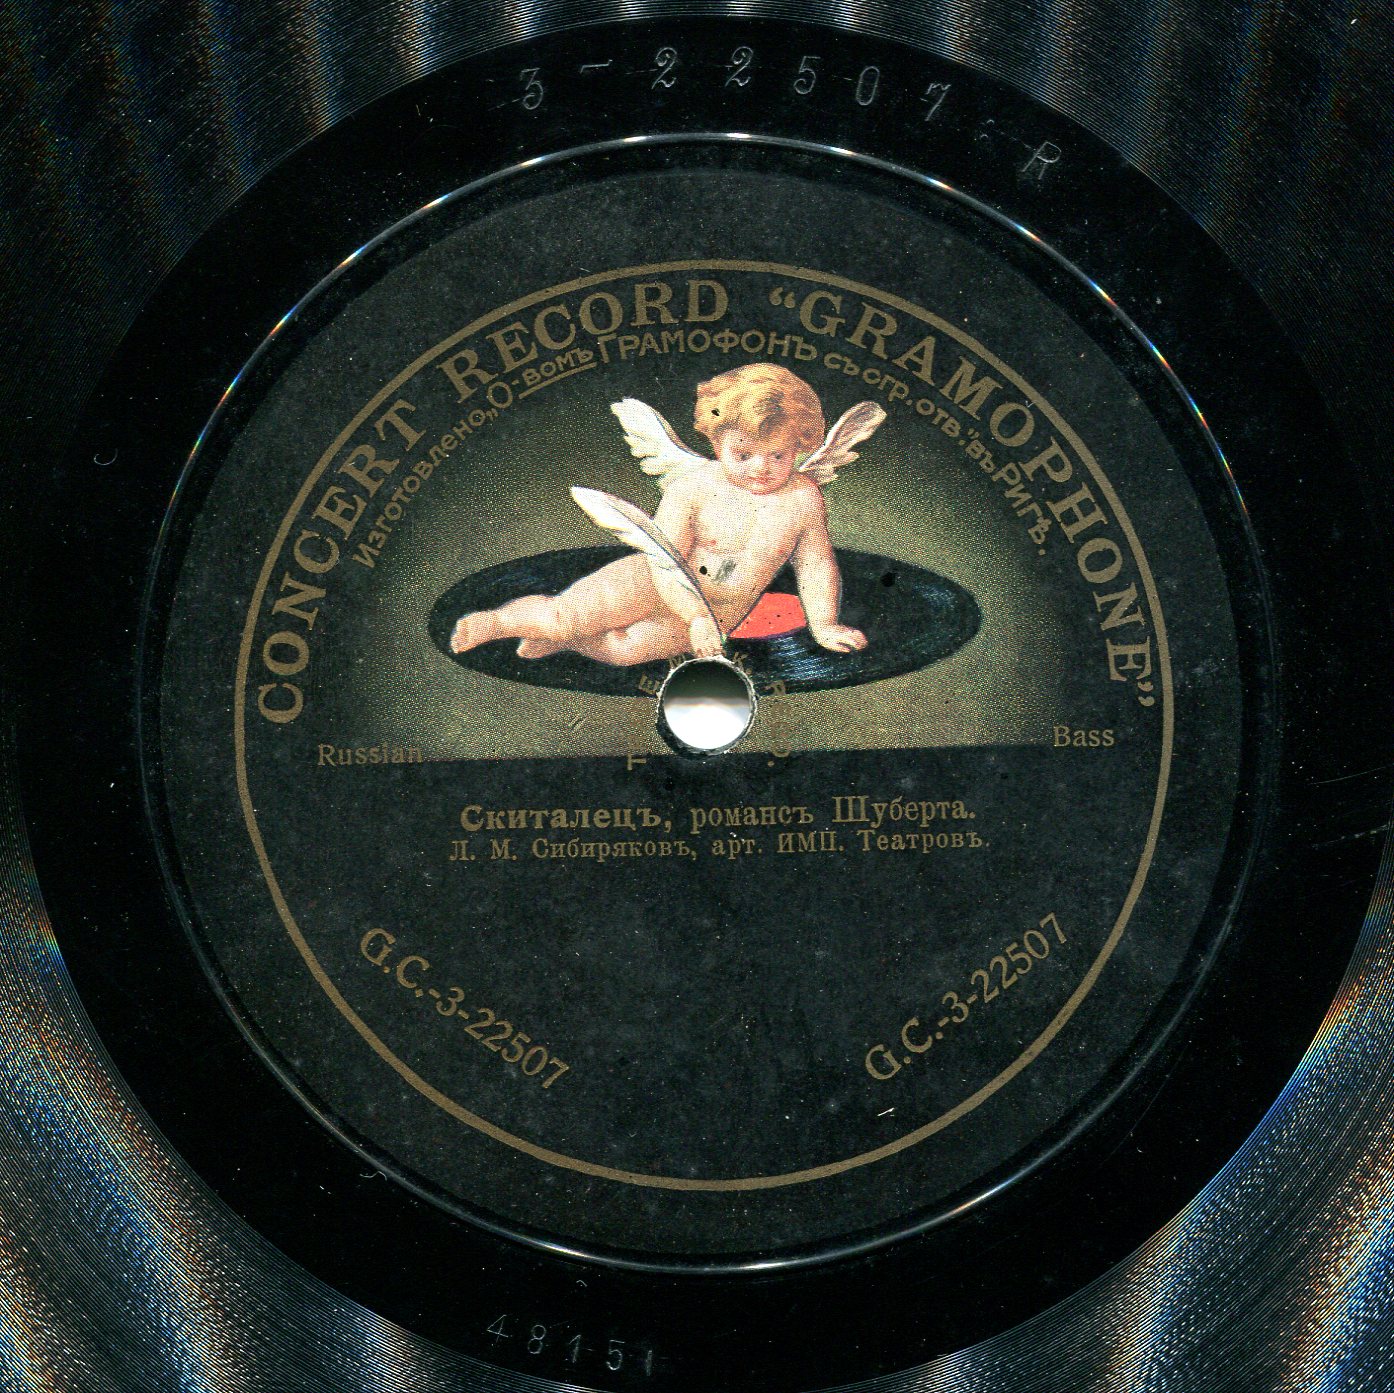 3-22507 R
CONCERT RECORD “GRAMOPHONE”
Изготовлено „О-вомъ ГРАМОФОНЪ съ огр. отв.“ въ Ригѣ.
Russian
Bass
Скиталецъ, романсъ Шуберта.
Л. М. Сибиряковъ, арт. ИМП. Театровъ.
G.C.-3-22507
G.C.-3-22507